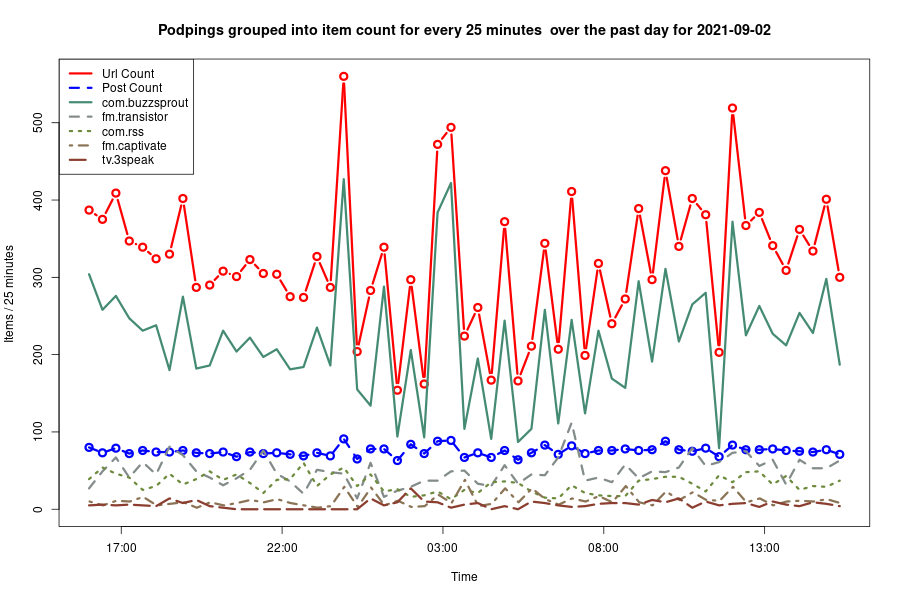 Podpings grouped into item count for every 25 minutes  over the past day for 2021-09-02
Url Count
Post Count
com.buzzsprout
fm.transistor
com.rss
fm.captivate
tv.3speak
Items / 25 minutes
500
400
300
200
100
0
17:00 22:00 03:00 08:00 13:00
Time